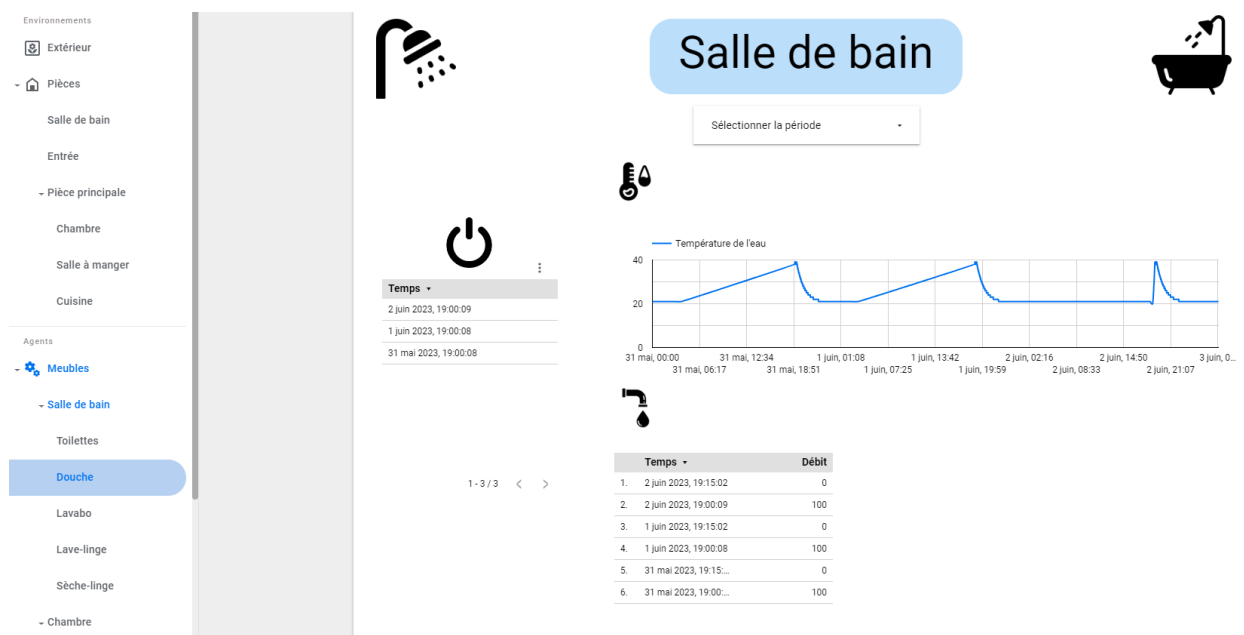 Environnements
Extérieur
Pièces
Salle de bain
Entrée
Pièce principale
Chambre
Salle à manger
Cuisine
Agents
Meubles
Salle de bain
Toilettes
Douche
Lavabo
Lave-linge
Sèche-linge
Chambre
Temps
2 juin 2023, 19:00:09
1 juin 2023, 19:00:08
31 mai 2023, 19:00:08
1 - 3 / 3
Salle de bain
Sélectionner la période
Température de l'eau
40
20
0
31 mai, 00:00 31 mai, 12:34 1 juin, 01:08 1 juin, 13:42 2 juin, 02:16 2 juin, 14:50 3 juin, 0...
31 mai, 06:17 31 mai, 18:51 1 juin, 07:25 1 juin, 19:59 2 juin, 08:33 2 juin, 21:07
Temps Débit
1. 2 juin 2023, 19:15:02 0
2. 2 juin 2023, 19:00:09 100
3. 1 juin 2023, 19:15:02 0
4. 1 juin 2023, 19:00:08 100
5. 31 mai 2023, 19:15:... 0
6. 31 mai 2023, 19:00:... 100